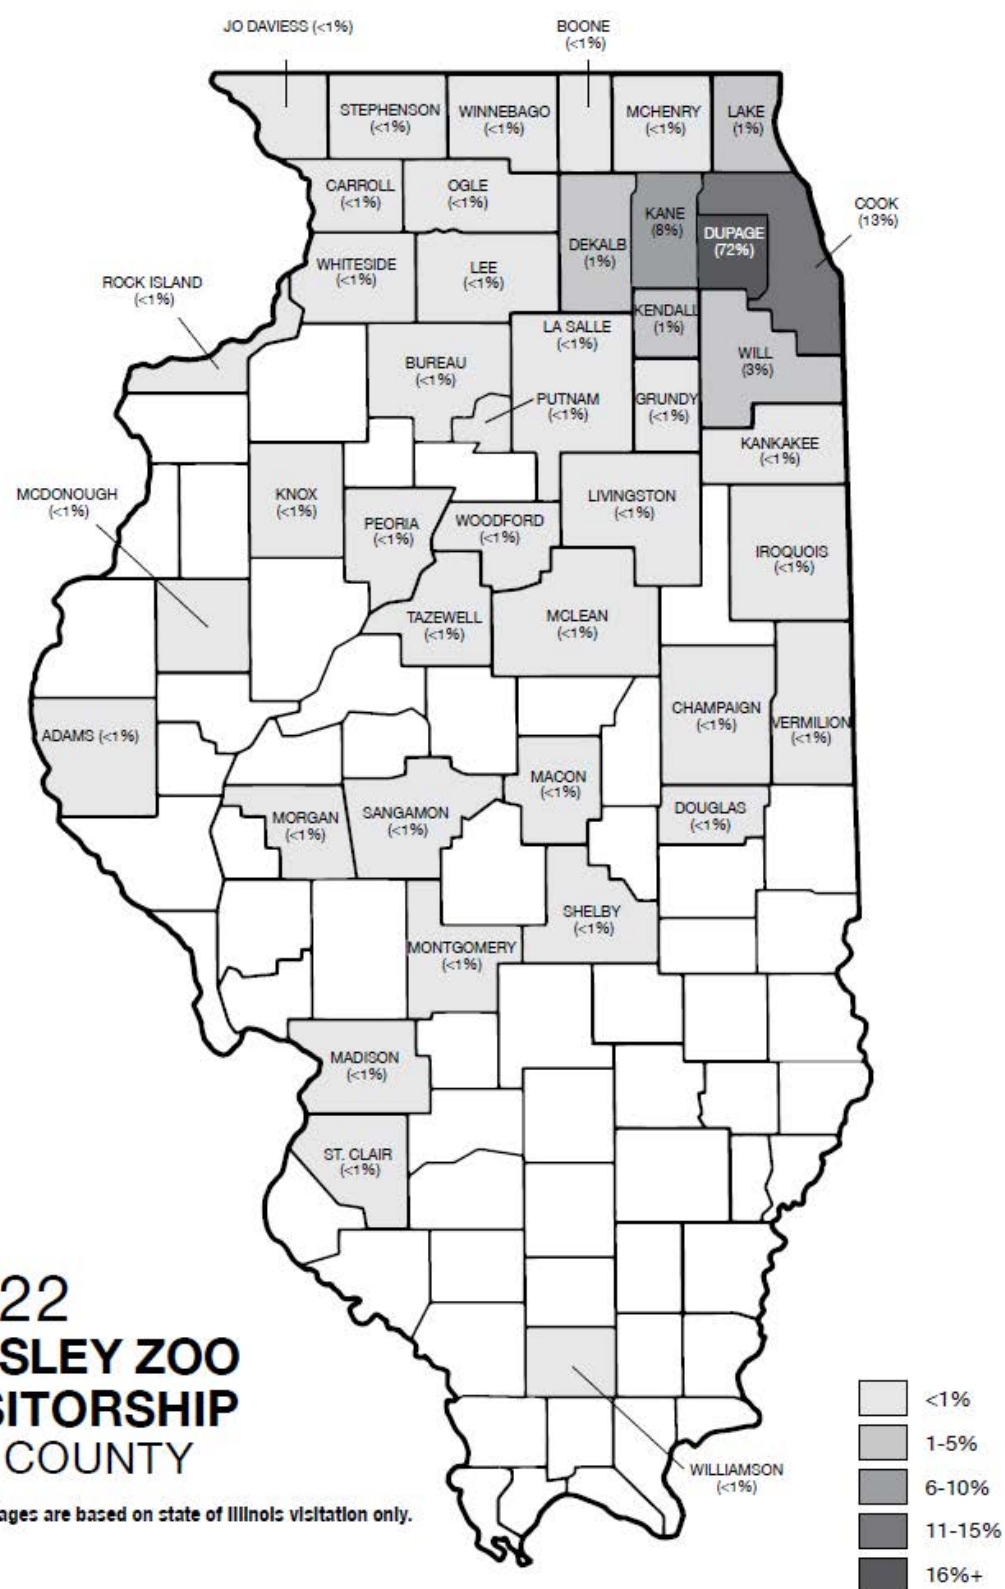 JO DAVIESS (<1%)
BOONE
(<1%)
STEPHENSON
(<1%)
WINNEBAGO
(<1%)
MCHENRY
(<1%)
LAKE
(1%)
CARROLL
(<1%)
OGLE
(<1%)
DEKALB
(1%)
KANE
(8%)
DUPAGE
(72%)
COOK
(13%)
ROCK ISLAND
(<1%)
WHITESIDE
(<1%)
LEE
(<1%)
KENDALL
(1%)
LA SALLE
(<1%)
BUREAU
(<1%)
WILL
(3%)
PUTNAM
(<1%)
GRUNDY
(<1%)
KANKAKEE
(<1%)
MCDONOUGH
(<1%)
KNOX
(<1%)
PEORIA
(<1%)
WOODFORD
(<1%)
LIVINGSTON
(<1%)
IROQUOIS
(<1%)
TAZEWELL
(<1%)
MCLEAN
(<1%)
ADAMS (<1%)
CHAMPAIGN
(<1%)
VERMILION
(<1%)
MACON
(<1%)
MORGAN
(<1%)
SANGAMON
(<1%)
DOUGLAS
(<1%)
SHELBY
(<1%)
MONTGOMERY
(<1%)
MADISON
(<1%)
ST. CLAIR
(<1%)
WILLIAMSON
(<1%)
22
SLEY ZOO
SITORSHIP
COUNTY
ages are based on state of Illinois visitation only.
<1%
1-5%
6-10%
11-15%
16%+